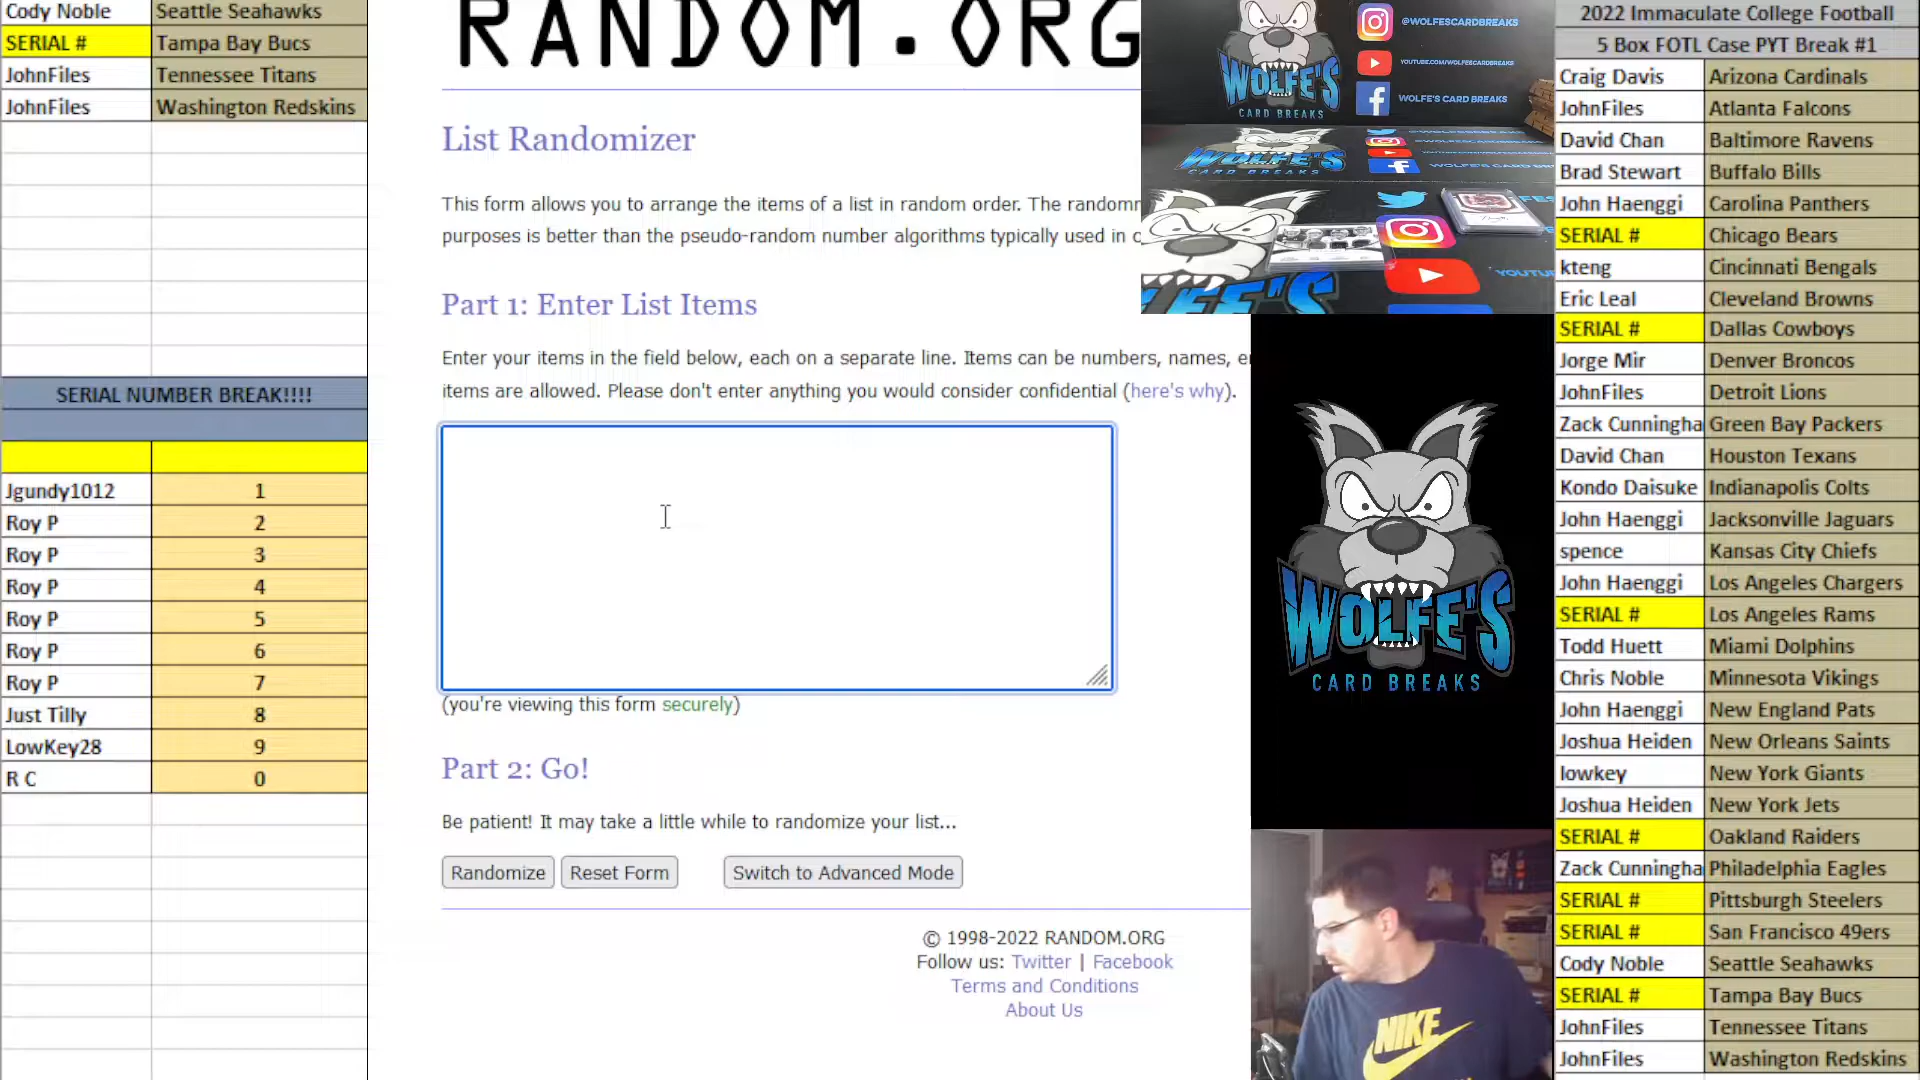 Cody Noble Seattle Seahawks
SERIAL # Tampa Bay Bucs
JohnFiles Tennessee Titans
JohnFiles Washington Redskins
SERIAL NUMBER BREAK!!!!
Jgundy1012 1
Roy P 2
Roy P 3
Roy P 4
Roy P 5
Roy P 6
Roy P 7
Just Tilly 8
LowKey28 9
R C 0
RANDOM.ORG
List Randomizer
This form allows you to arrange the items of a list in random order. The
purposes is better than the pseudo-random number algorithms typically used in
Part 1: Enter List Items
Enter your items in the field below, each on a separate line. Items can be numbers, names,
items are allowed. Please don't enter anything you would consider confidential (here's why).
(you're viewing this form securely)
Part 2: Go!
Be patient! It may take a little while to randomize your list...
Randomize Reset Form Switch to Advanced Mode
© 1998-2022 RANDOM.ORG
Follow us: Twitter | Facebook
Terms and Conditions
About Us
@WOLFESCARDBREAKS
YOUTUBE.COM/WOLFESCARDBREAKS
WOLFE'S CARD BREAKS
WOLFE'S
CARD BREAKS
WOLFE'S
CARD BREAKS
WOLFE'S
CARD BREAKS
NIKE
2022 Immaculate College Football
5 Box FOTL Case PYT Break #1
Craig Davis Arizona Cardinals
JohnFiles Atlanta Falcons
David Chan Baltimore Ravens
Brad Stewart Buffalo Bills
John Haenggi Carolina Panthers
SERIAL # Chicago Bears
kteng Cincinnati Bengals
Eric Leal Cleveland Browns
SERIAL # Dallas Cowboys
Jorge Mir Denver Broncos
JohnFiles Detroit Lions
Zack Cunningha Green Bay Packers
David Chan Houston Texans
Kondo Daisuke Indianapolis Colts
John Haenggi Jacksonville Jaguars
spence Kansas City Chiefs
John Haenggi Los Angeles Chargers
SERIAL # Los Angeles Rams
Todd Huett Miami Dolphins
Chris Noble Minnesota Vikings
John Haenggi New England Pats
Joshua Heiden New Orleans Saints
lowkey New York Giants
Joshua Heiden New York Jets
SERIAL # Oakland Raiders
Zack Cunningha Philadelphia Eagles
SERIAL # Pittsburgh Steelers
SERIAL # San Francisco 49ers
Cody Noble Seattle Seahawks
SERIAL # Tampa Bay Bucs
JohnFiles Tennessee Titans
JohnFiles Washington Redskins